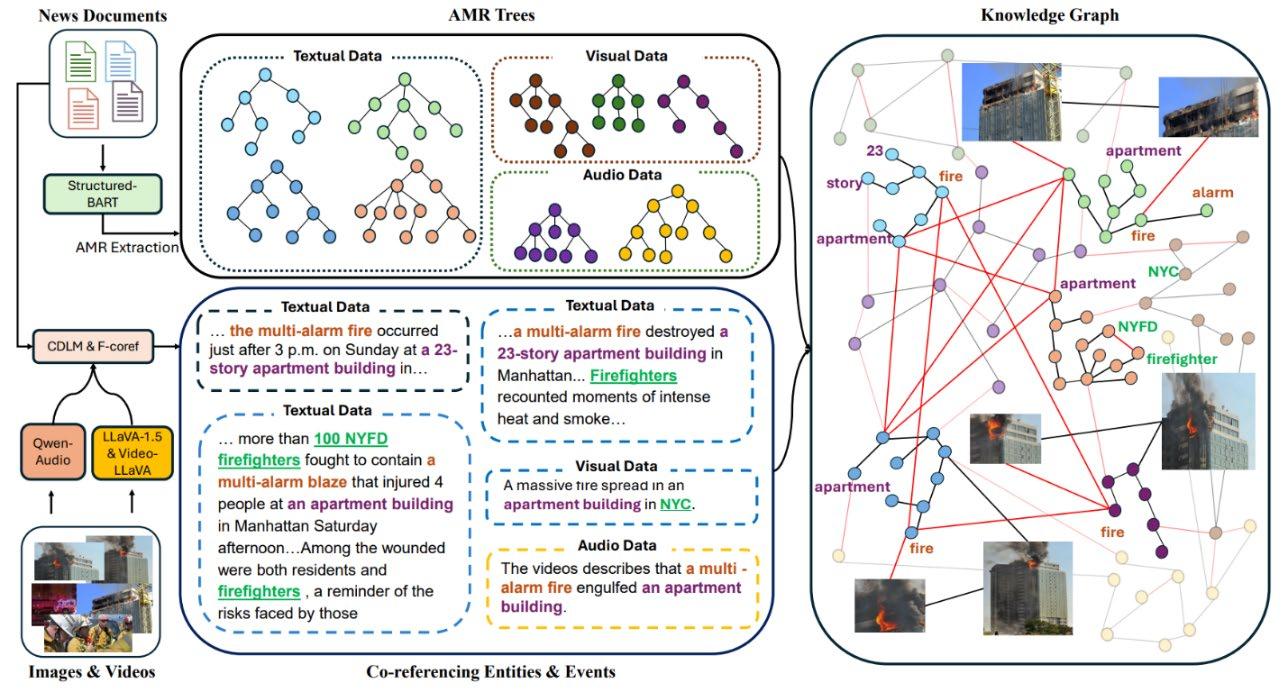 News Documents
AMR Trees
Knowledge Graph
Textual Data
Visual Data
Audio Data
Structured-
BART
AMR Extraction
CDLM & F-coref
Qwen-
Audio
LLaVA-1.5
& Video-
LLaVA
Images & Videos
Textual Data
… the multi-alarm fire occurred
just after 3 p.m. on Sunday at a 23-
story apartment building in…
Textual Data
… more than 100 NYFD
firefighters fought to contain a
multi-alarm blaze that injured 4
people at an apartment building
in Manhattan Saturday
afternoon…Among the wounded
were both residents and
firefighters , a reminder of the
risks faced by those
Textual Data
…a multi-alarm fire destroyed a
23-story apartment building in
Manhattan... Firefighters
recounted moments of intense
heat and smoke…
Visual Data
A massive fire spread in an
apartment building in NYC.
Audio Data
The videos describes that a multi -
alarm fire engulfed an apartment
building.
Co-referencing Entities & Events
23
story
fire
apartment
apartment
alarm
fire
NYC
apartment
NYFD
firefighter
apartment
fire
fire